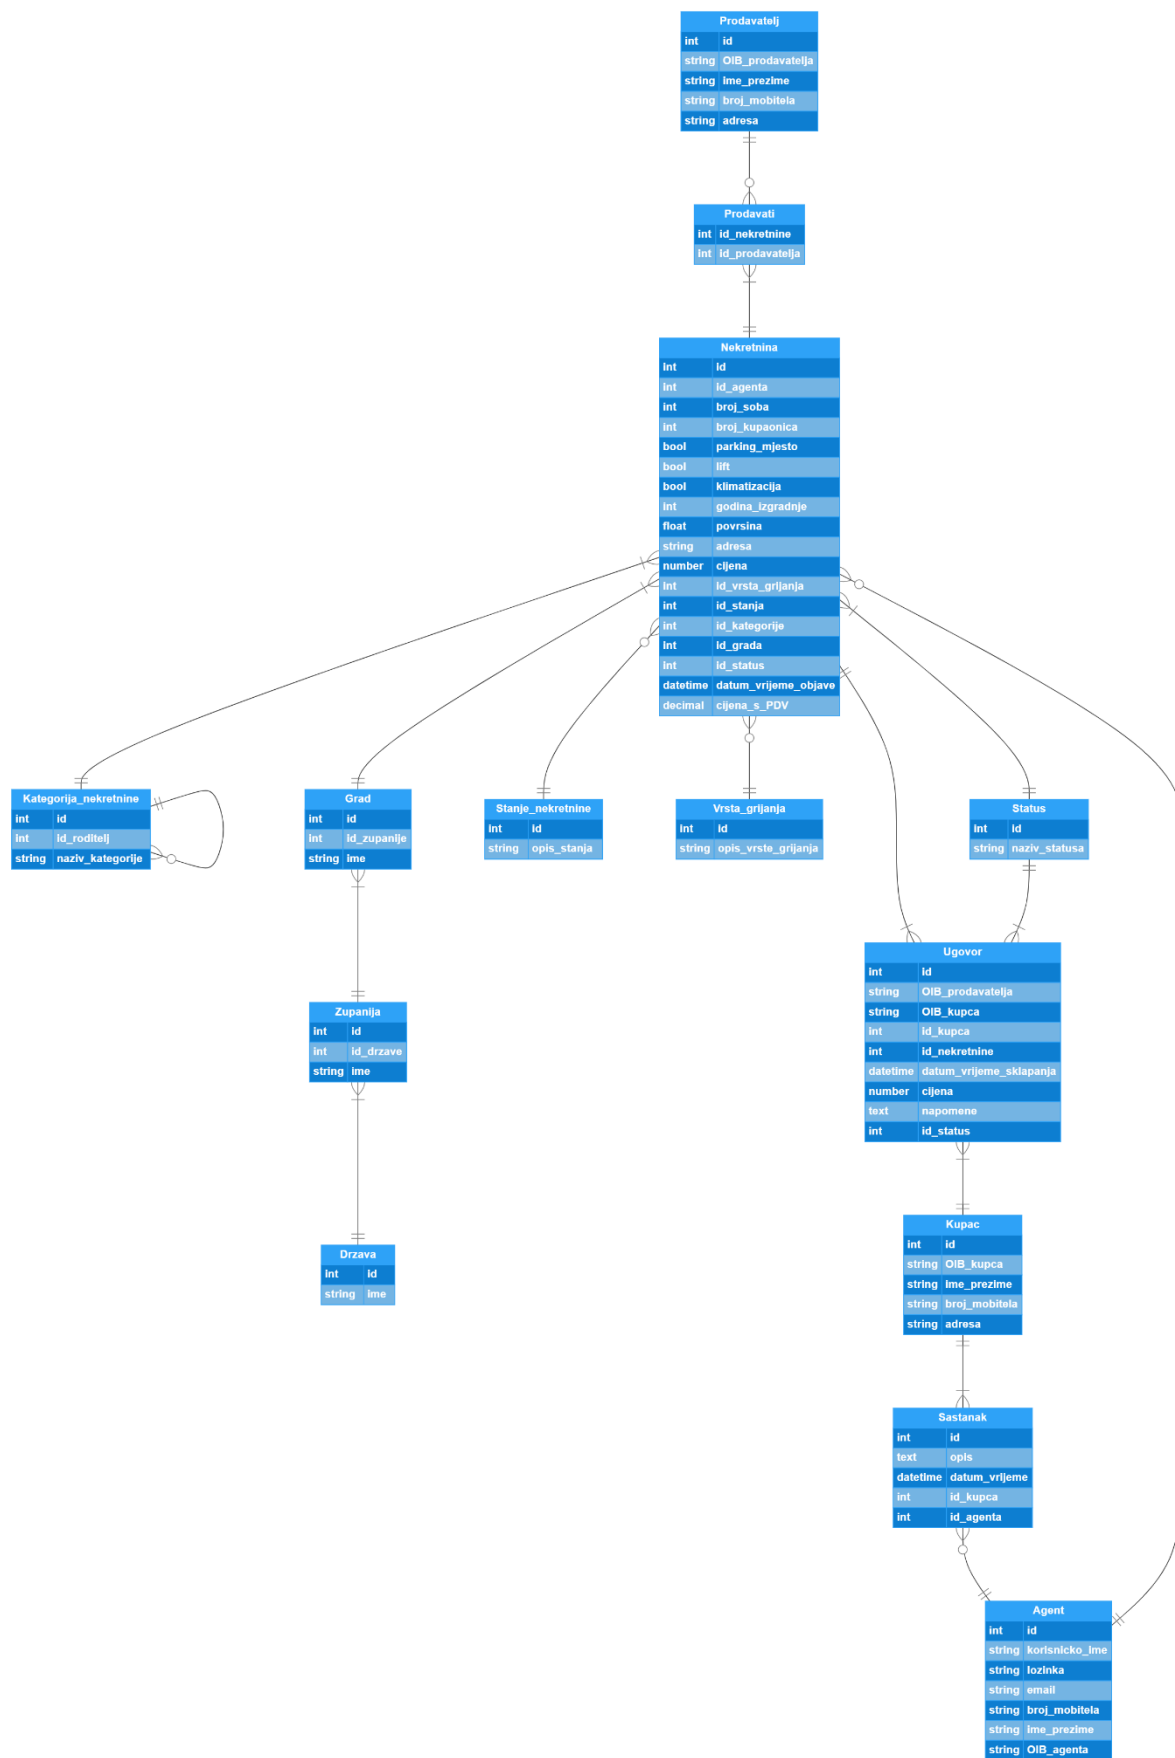 Prodavatelj
int id
string OIB_prodavatelja
string ime_prezime
string broj_mobitela
string adresa
Prodavati
int id_nekretnine
int id_prodavatelja
Nekretnina
int id
int id_agenta
int broj_soba
int broj_kupaonica
bool parking_mjesto
bool lift
bool klimatizacija
int godina_izgradnje
float povrsina
string adresa
number cijena
int id_vrsta_grijanja
int id_stanja
int id_kategorije
int id_grada
int id_status
datetime datum_vrijeme_objave
decimal cijena_s_PDV
Kategorija_nekretnine
int id
int id_roditelj
string naziv_kategorije
Grad
int id
int id_zupanije
string ime
Stanje_nekretnine
int id
string opis_stanja
Vrsta_grijanja
int id
string opis_vrste_grijanja
Status
int id
string naziv_statusa
Ugovor
int id
string OIB_prodavatelja
string OIB_kupca
int id_kupca
int id_nekretnine
datetime datum_vrijeme_sklapanja
number cijena
text napomene
int id_status
Zupanija
int id
int id_drzave
string ime
Drzava
int id
string ime
Kupac
int id
string OIB_kupca
string ime_prezime
string broj_mobitela
string adresa
Sastanak
int id
text opis
datetime datum_vrijeme
int id_kupca
int id_agenta
Agent
int id
string korisnicko_ime
string lozinka
string email
string broj_mobitela
string ime_prezime
string OIB_agenta